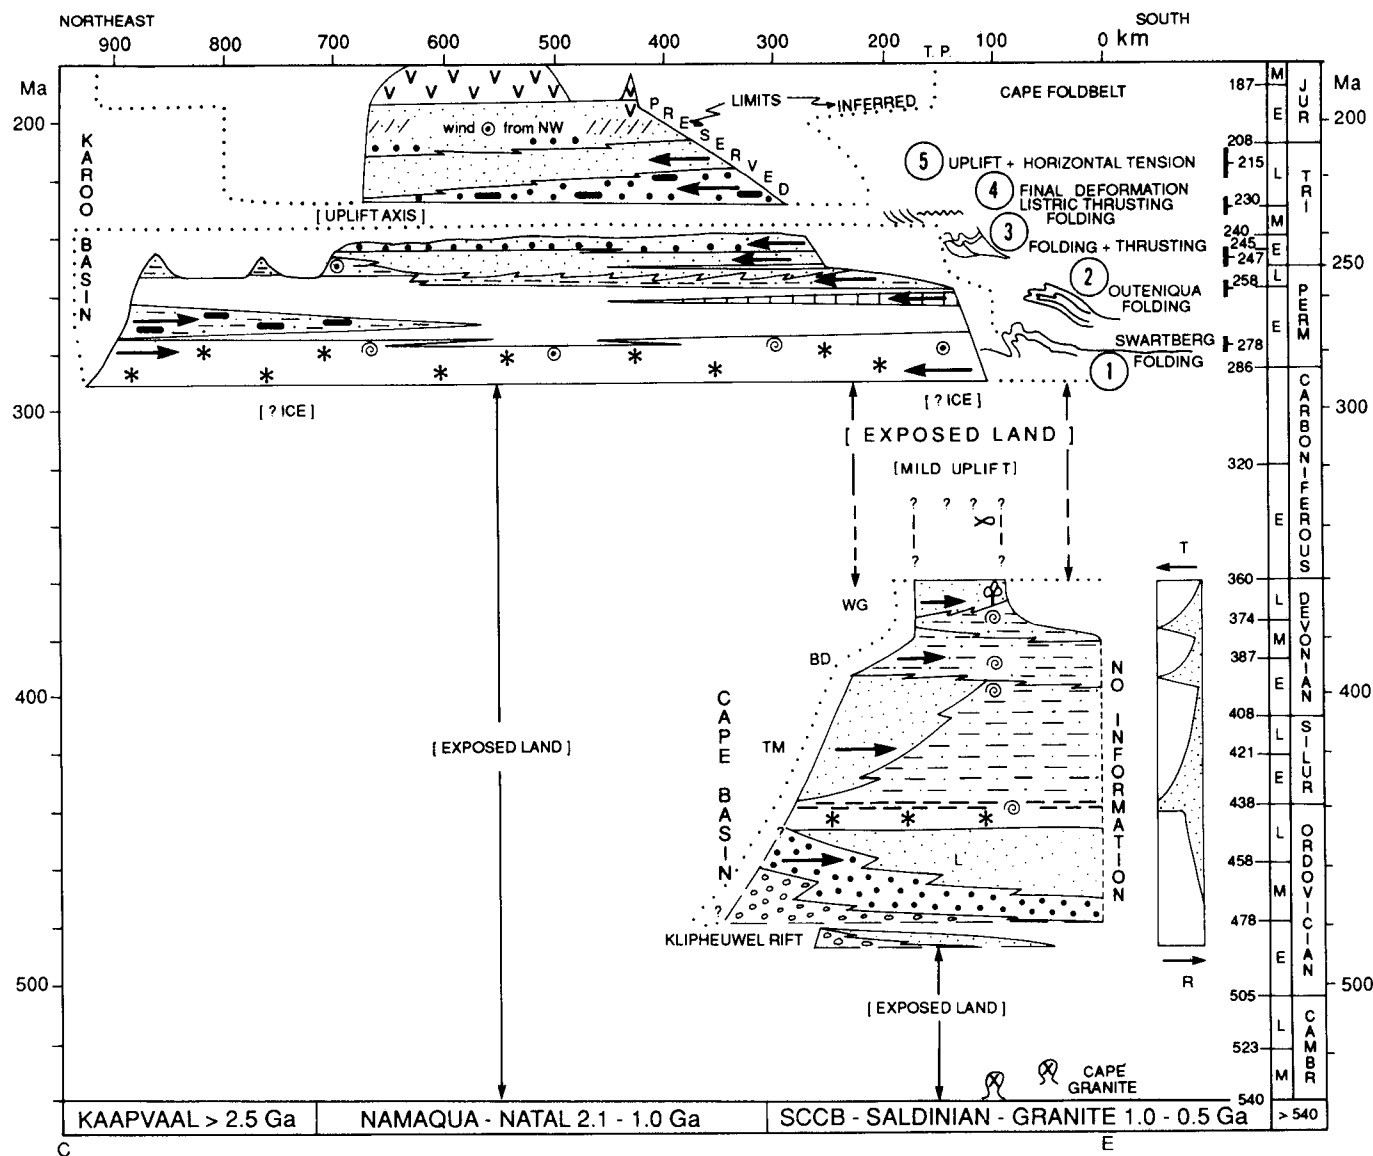 NORTHEAST
SOUTH
900 800 700 600 500 400 300 200 T. P. 100 0 km
Ma
200
300
400
500
KAROO BASIN
V V V V V V V V V V V
wind from NW
PRESERVED
LIMITS
INFERRED
CAPE FOLDBELT
5 UPLIFT + HORIZONTAL TENSION
4 FINAL DEFORMATION
LISTRIC THRUSTING
FOLDING
3
FOLDING + THRUSTING
2
OUTENIQUA
FOLDING
SWARTBERG
FOLDING
1
[ UPLIFT AXIS ]
[ ? ICE ]
[ ? ICE ]
[ EXPOSED LAND ]
[MILD UPLIFT]
? ? ? ?
? ?
WG
BD
TM
CAPE BASIN
[ EXPOSED LAND ]
L
?
?
KLIPHEUWEL RIFT
NO INFORMATION
T
R
[ EXPOSED LAND ]
CAPE
GRANITE
215
230
245
247
258
278
187
208
240
250
286
320
360
374
387
408
421
438
458
478
505
523
540
M
E
L
M
E
L
E
L
E
L
M
E
L
E
L
M
E
L
M
JUR
TRI
PERM
CARBONIFEROUS
DEVONIAN
SILUR
ORDOVICIAN
CAMBR
Ma
200
300
400
500
KAAPVAAL > 2.5 Ga
NAMAQUA - NATAL 2.1 - 1.0 Ga
SCCB - SALDINIAN - GRANITE 1.0 - 0.5 Ga
> 540
C
E